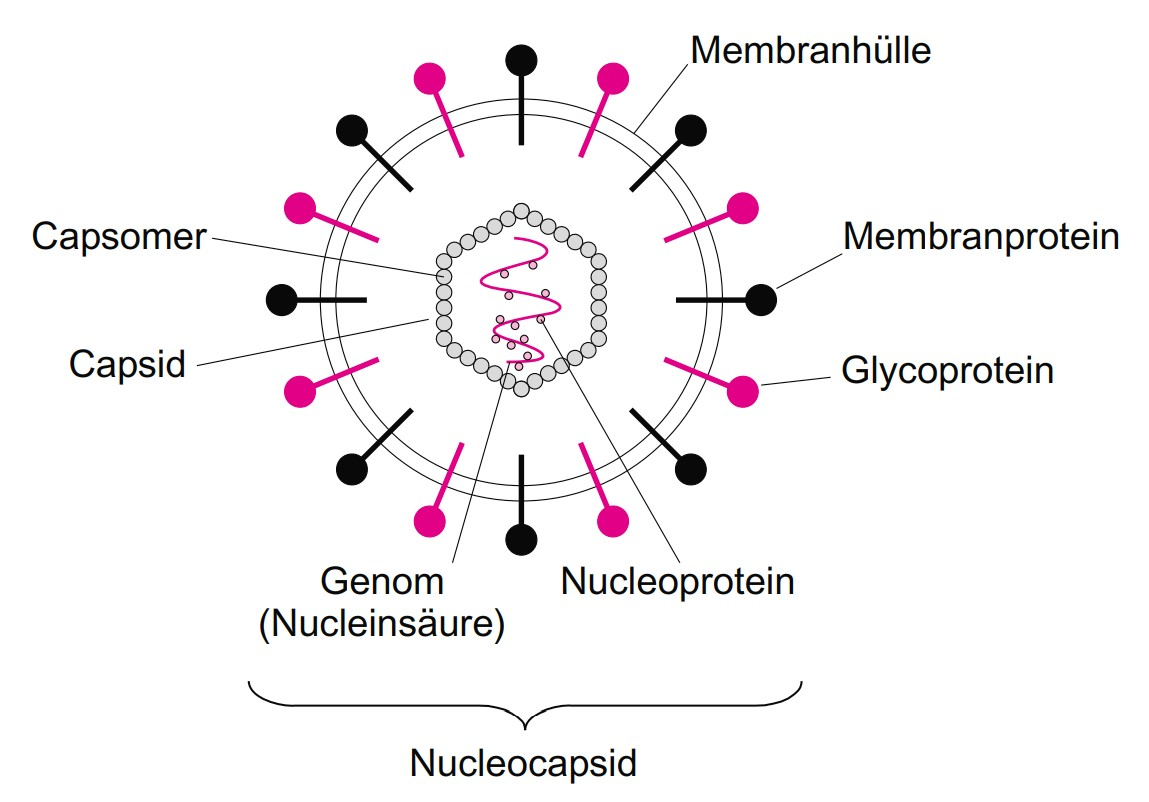 Membranhülle
Capsomer
Membranprotein
Capsid
Glycoprotein
Genom
(Nucleinsäure)
Nucleoprotein
Nucleocapsid